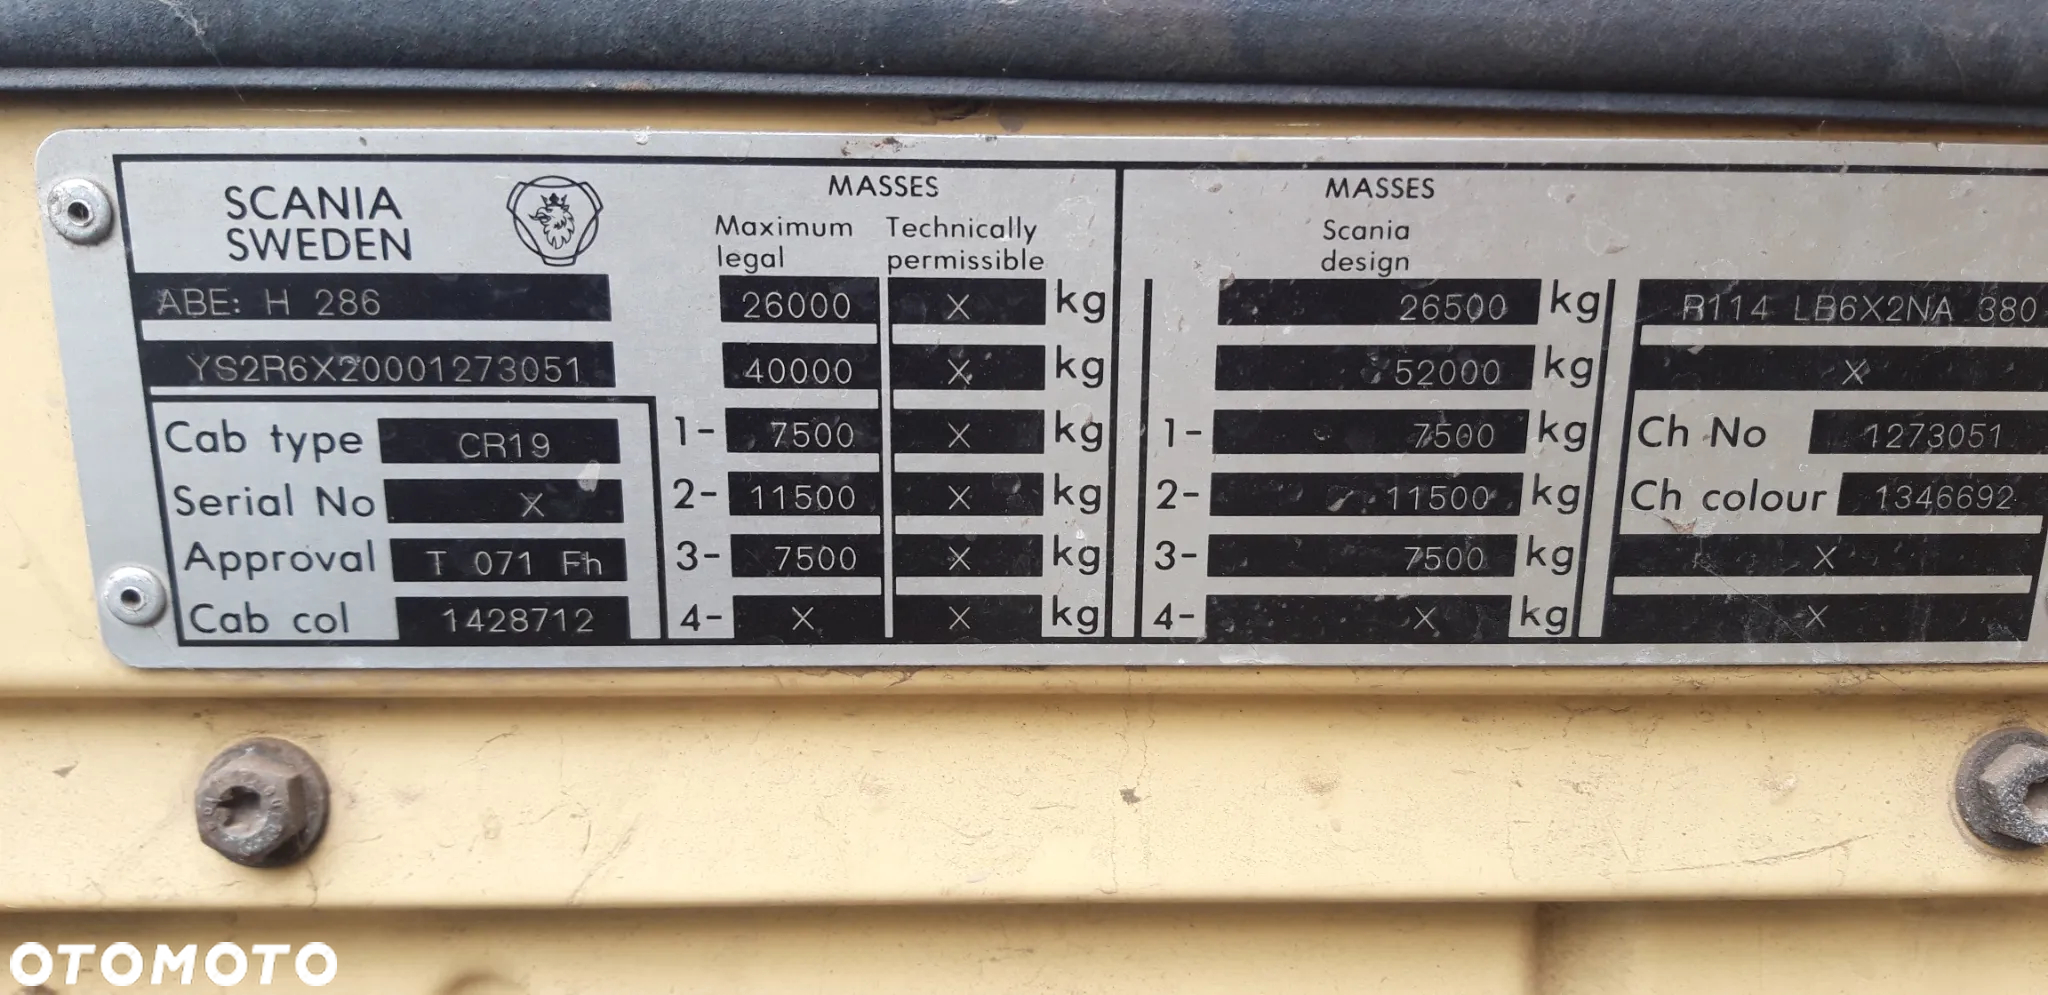 SCANIA
SWEDEN
ABE: H 286
YS2R6X20001273051
Cab type CR19
Serial No X
Approval T 071 Fh
Cab col 1428712
MASSES
Maximum legal Technically permissible
26000 X kg
40000 X kg
1- 7500 X kg
2- 11500 X kg
3- 7500 X kg
4- X X kg
MASSES
Scania
design
26500 kg
52000 kg
1- 7500 kg
2- 11500 kg
3- 7500 kg
4- X kg
R114 LB6X2NA 380
X
Ch No 1273051
Ch colour 1346692
X
X
OTOMOTO